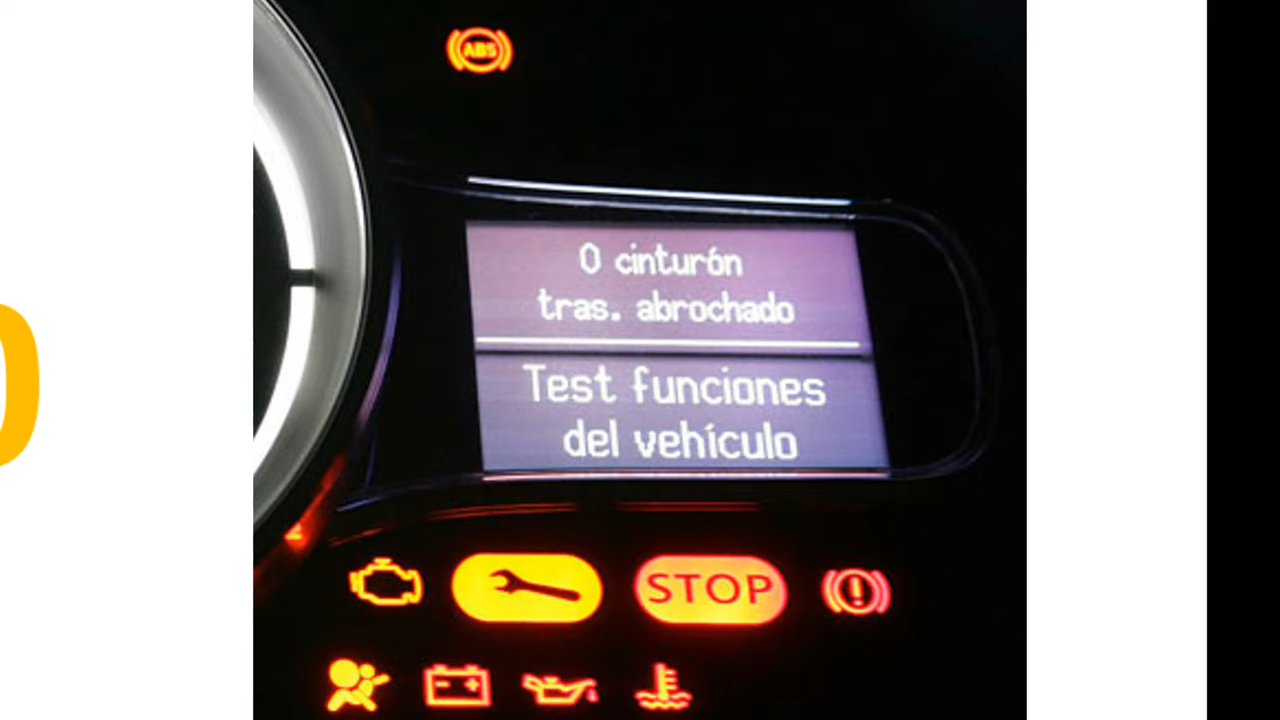 ABS
0 cinturón
tras. abrochado
Test funciones
del vehículo
STOP